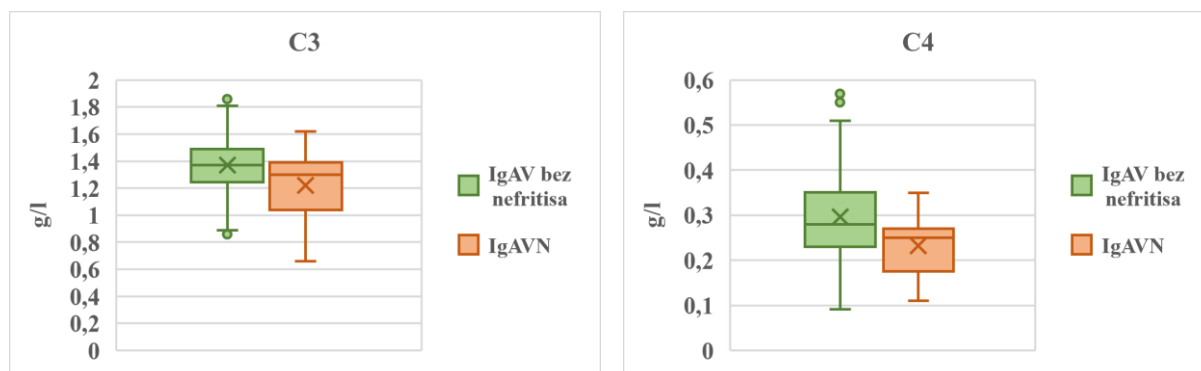 C3
2
1,8
1,6
1,4
1,2
1
0,8
0,6
0,4
0,2
0
g/l
IgAV bez
nefritisa
IgAVN
C4
0,6
0,5
0,4
0,3
0,2
0,1
0
g/l
IgAV bez
nefritisa
IgAVN